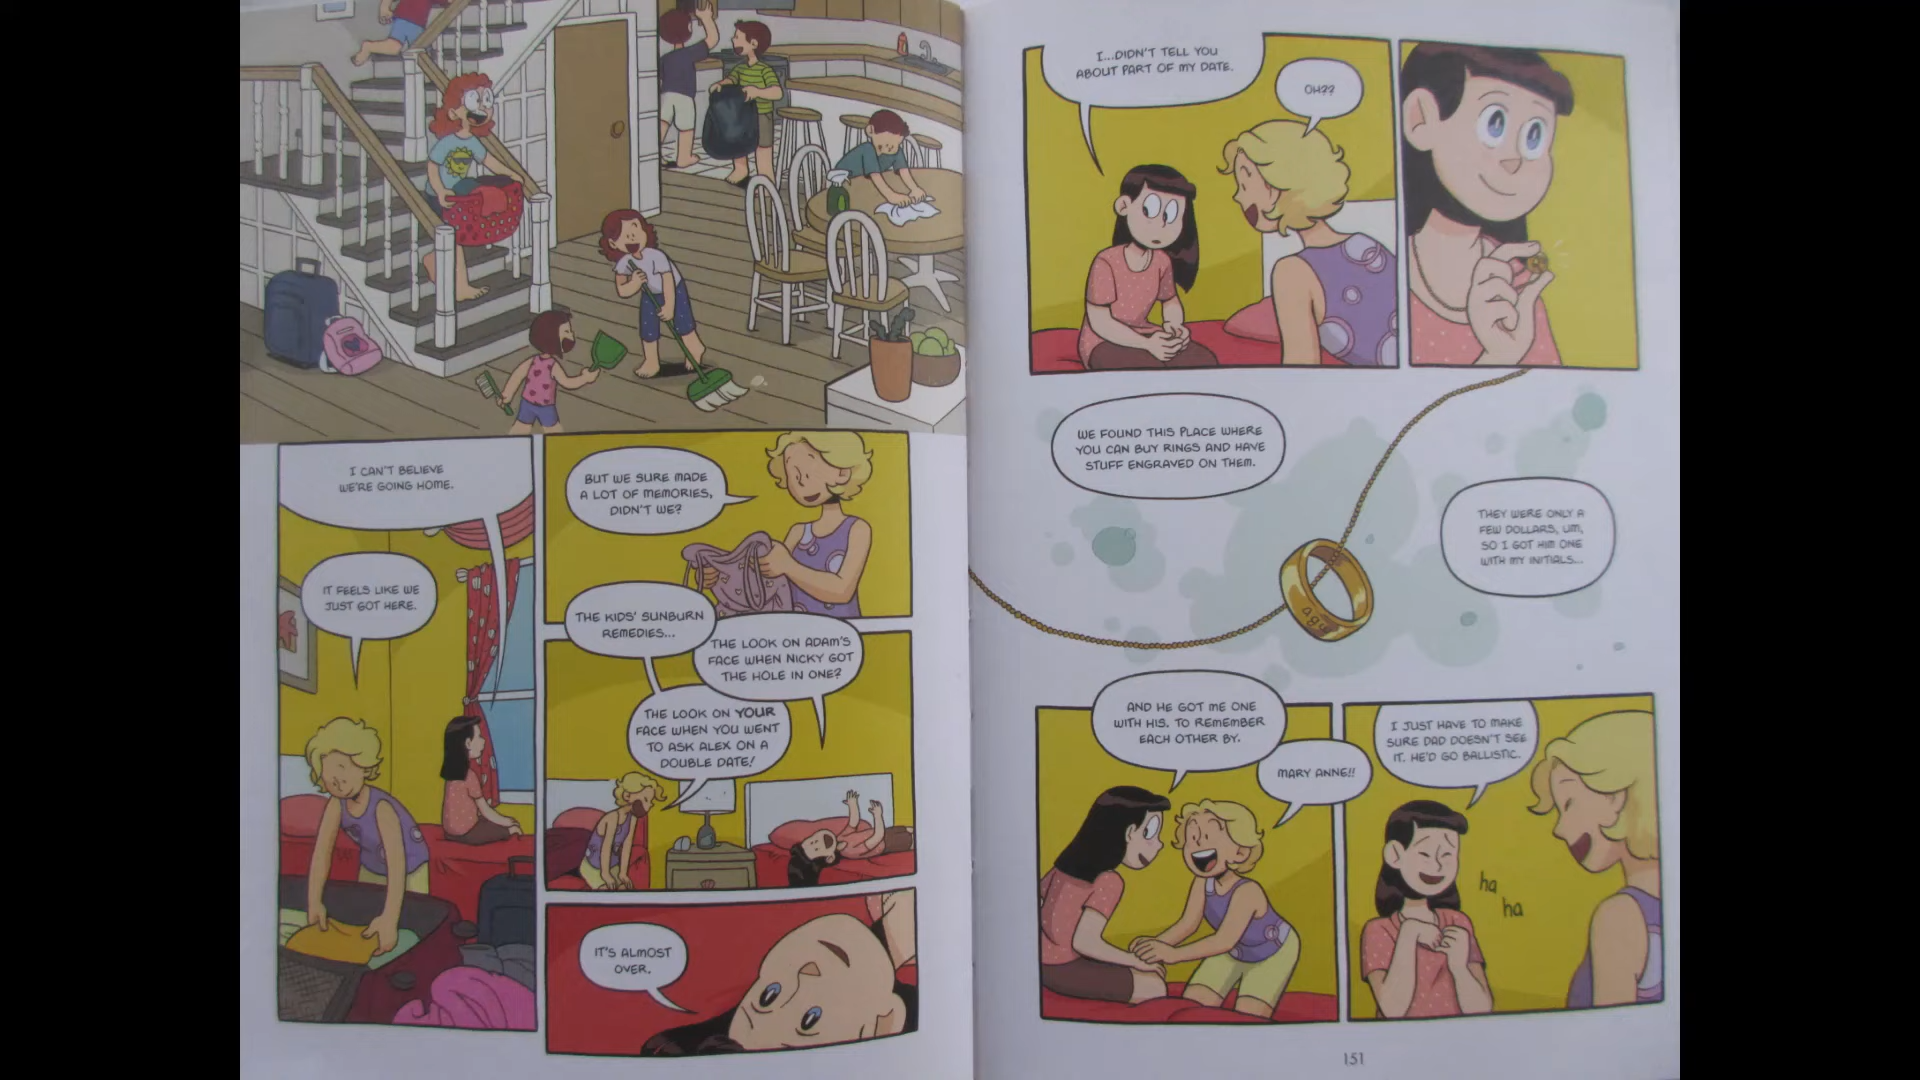 I CAN'T BELIEVE
WE'RE GOING HOME.
IT FEELS LIKE WE
JUST GOT HERE.
BUT WE SURE MADE
A LOT OF MEMORIES,
DIDN'T WE?
THE KIDS' SUNBURN
REMEDIES...
THE LOOK ON ADAM'S
FACE WHEN NICKY GOT
THE HOLE IN ONE?
THE LOOK ON YOUR
FACE WHEN YOU WENT
TO ASK ALEX ON A
DOUBLE DATE!
IT'S ALMOST
OVER.
I...DIDN'T TELL YOU
ABOUT PART OF MY DATE.
OH??
WE FOUND THIS PLACE WHERE
YOU CAN BUY RINGS AND HAVE
STUFF ENGRAVED ON THEM.
THEY WERE ONLY A
FEW DOLLARS, UM,
SO I GOT HIM ONE
WITH MY INITIALS...
AND HE GOT ME ONE
WITH HIS. TO REMEMBER
EACH OTHER BY.
MARY ANNE!!
I JUST HAVE TO MAKE
SURE DAD DOESN'T SEE
IT. HE'D GO BALLISTIC.
ha
ha
151